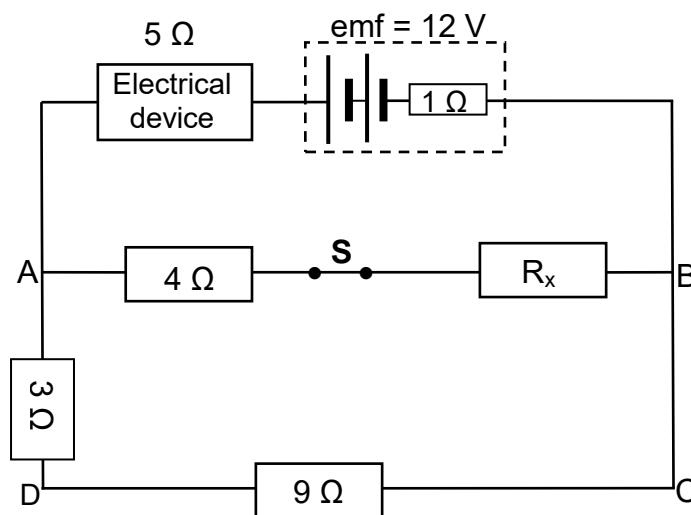 emf = 12 V
5 Ω
Electrical
device
1 Ω
S
A
4 Ω
Rₓ
B
3 Ω
D
9 Ω
C